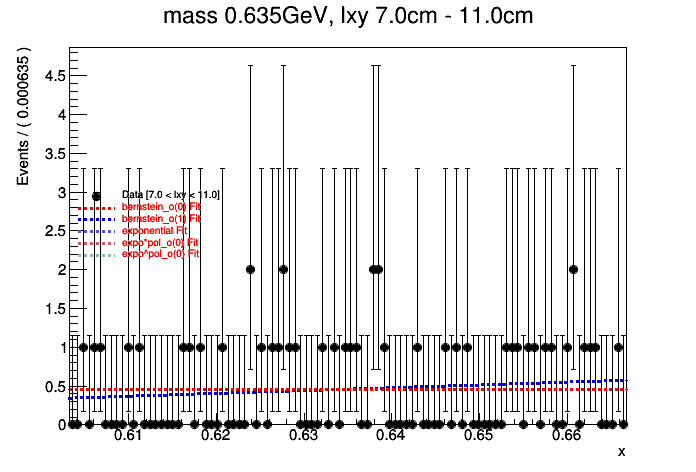 mass 0.635GeV, lxy 7.0cm - 11.0cm
Events / ( 0.000635 )
4.5
4
3.5
3
2.5
2
1.5
1
0.5
0
Data [7.0 < lxy < 11.0]
bernstein_o(0) Fit
bernstein_o(1) Fit
exponential Fit
expo*pol_o(0) Fit
expo^pol_o(0) Fit
0.61 0.62 0.63 0.64 0.65 0.66
x